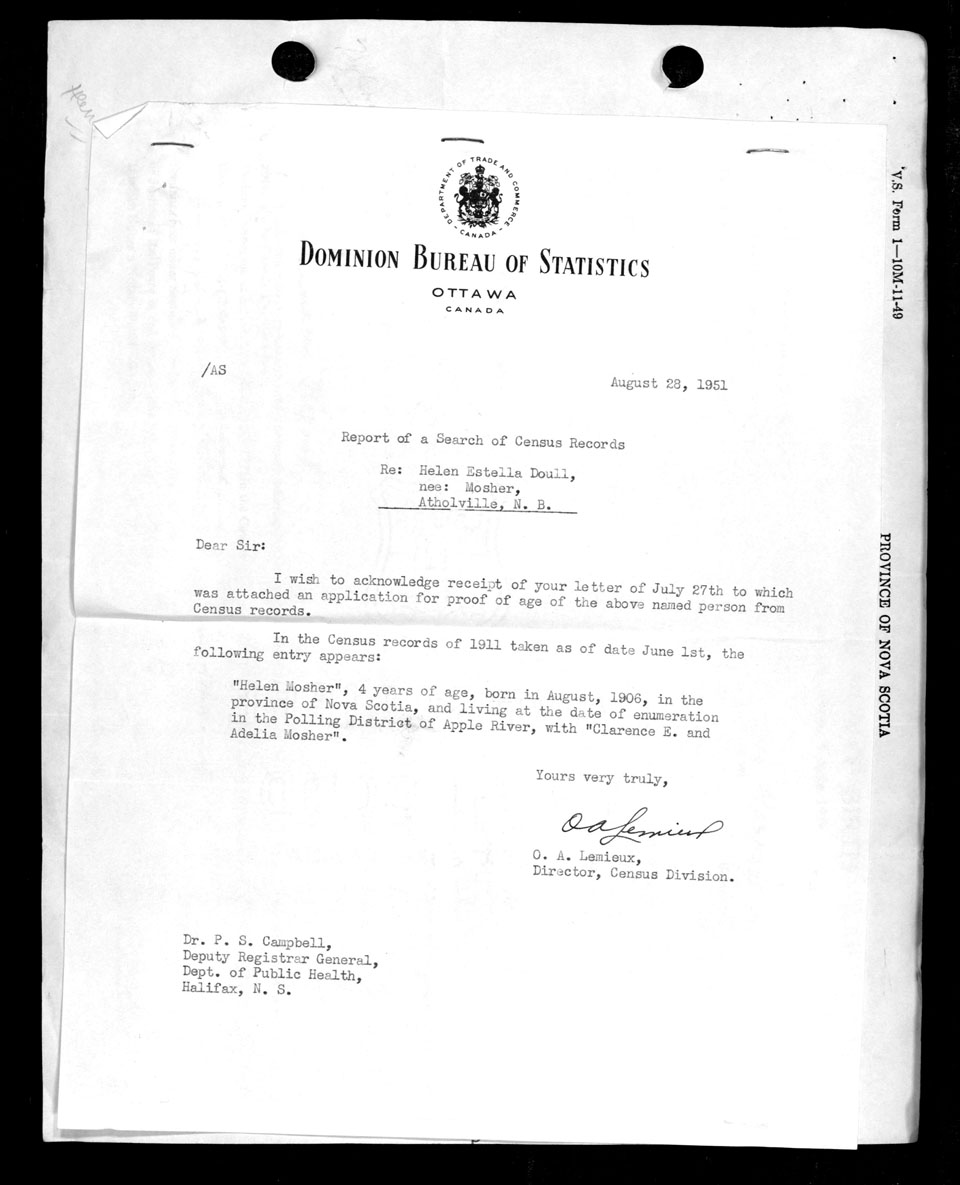 DEPARTMENT OF TRADE AND COMMERCE
- CANADA -
DOMINION BUREAU OF STATISTICS
OTTAWA
CANADA
/AS
August 28, 1951
Report of a Search of Census Records
Re: Helen Estella Doull,
nee: Mosher,
Atholville, N. B.
Dear Sir:
I wish to acknowledge receipt of your letter of July 27th to which
was attached an application for proof of age of the above named person from
Census records.
In the Census records of 1911 taken as of date June 1st, the
following entry appears:
"Helen Mosher", 4 years of age, born in August, 1906, in the
province of Nova Scotia, and living at the date of enumeration
in the Polling District of Apple River, with "Clarence E. and
Adelia Mosher".
Yours very truly,
O A Lemieux
O. A. Lemieux,
Director, Census Division.
Dr. P. S. Campbell,
Deputy Registrar General,
Dept. of Public Health,
Halifax, N. S.
V.S. Form 1—10M-11-49
PROVINCE OF NOVA SCOTIA